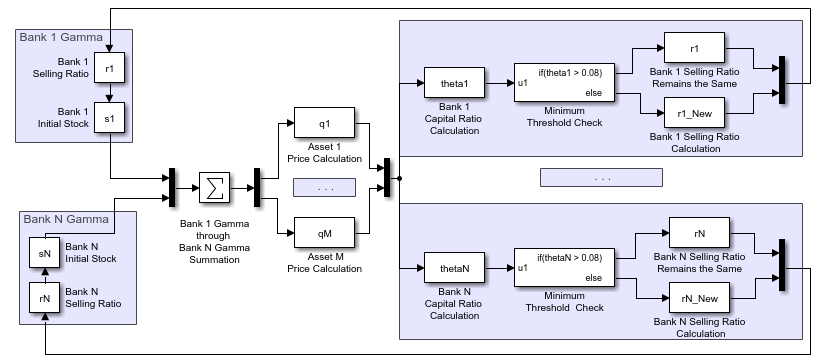 Bank 1 Gamma
Bank 1
Selling Ratio
r1
Bank 1
Initial Stock
s1
Bank N Gamma
sN
Bank N
Initial Stock
rN
Bank N
Selling Ratio
Σ
Bank 1 Gamma
through
Bank N Gamma
Summation
q1
Asset 1
Price Calculation
. . .
qM
Asset M
Price Calculation
theta1
Bank 1
Capital Ratio
Calculation
u1
if(theta1 > 0.08)
else
Minimum
Threshold Check
r1
Bank 1 Selling Ratio
Remains the Same
r1_New
Bank 1 Selling Ratio
Calculation
. . .
thetaN
Bank N
Capital Ratio
Calculation
u1
if(thetaN > 0.08)
else
Minimum
Threshold Check
rN
Bank N Selling Ratio
Remains the Same
rN_New
Bank N Selling Ratio
Calculation